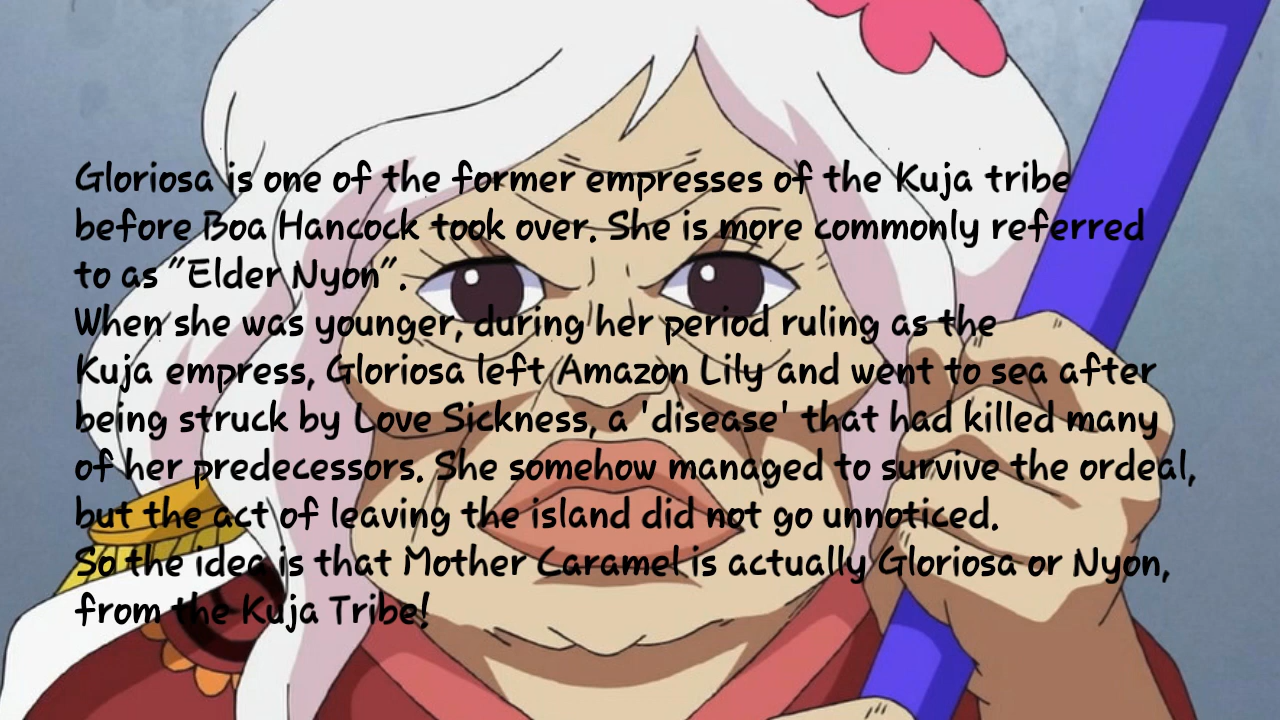 Gloriosa is one of the former empresses of the Kuja tribe
before Boa Hancock took over. She is more commonly referred
to as "Elder Nyon".
When she was younger, during her period ruling as the
Kuja empress, Gloriosa left Amazon Lily and went to sea after
being struck by Love Sickness, a 'disease' that had killed many
of her predecessors. She somehow managed to survive the ordeal,
but the act of leaving the island did not go unnoticed.
So the idea is that Mother Caramel is actually Gloriosa or Nyon,
from the Kuja Tribe!